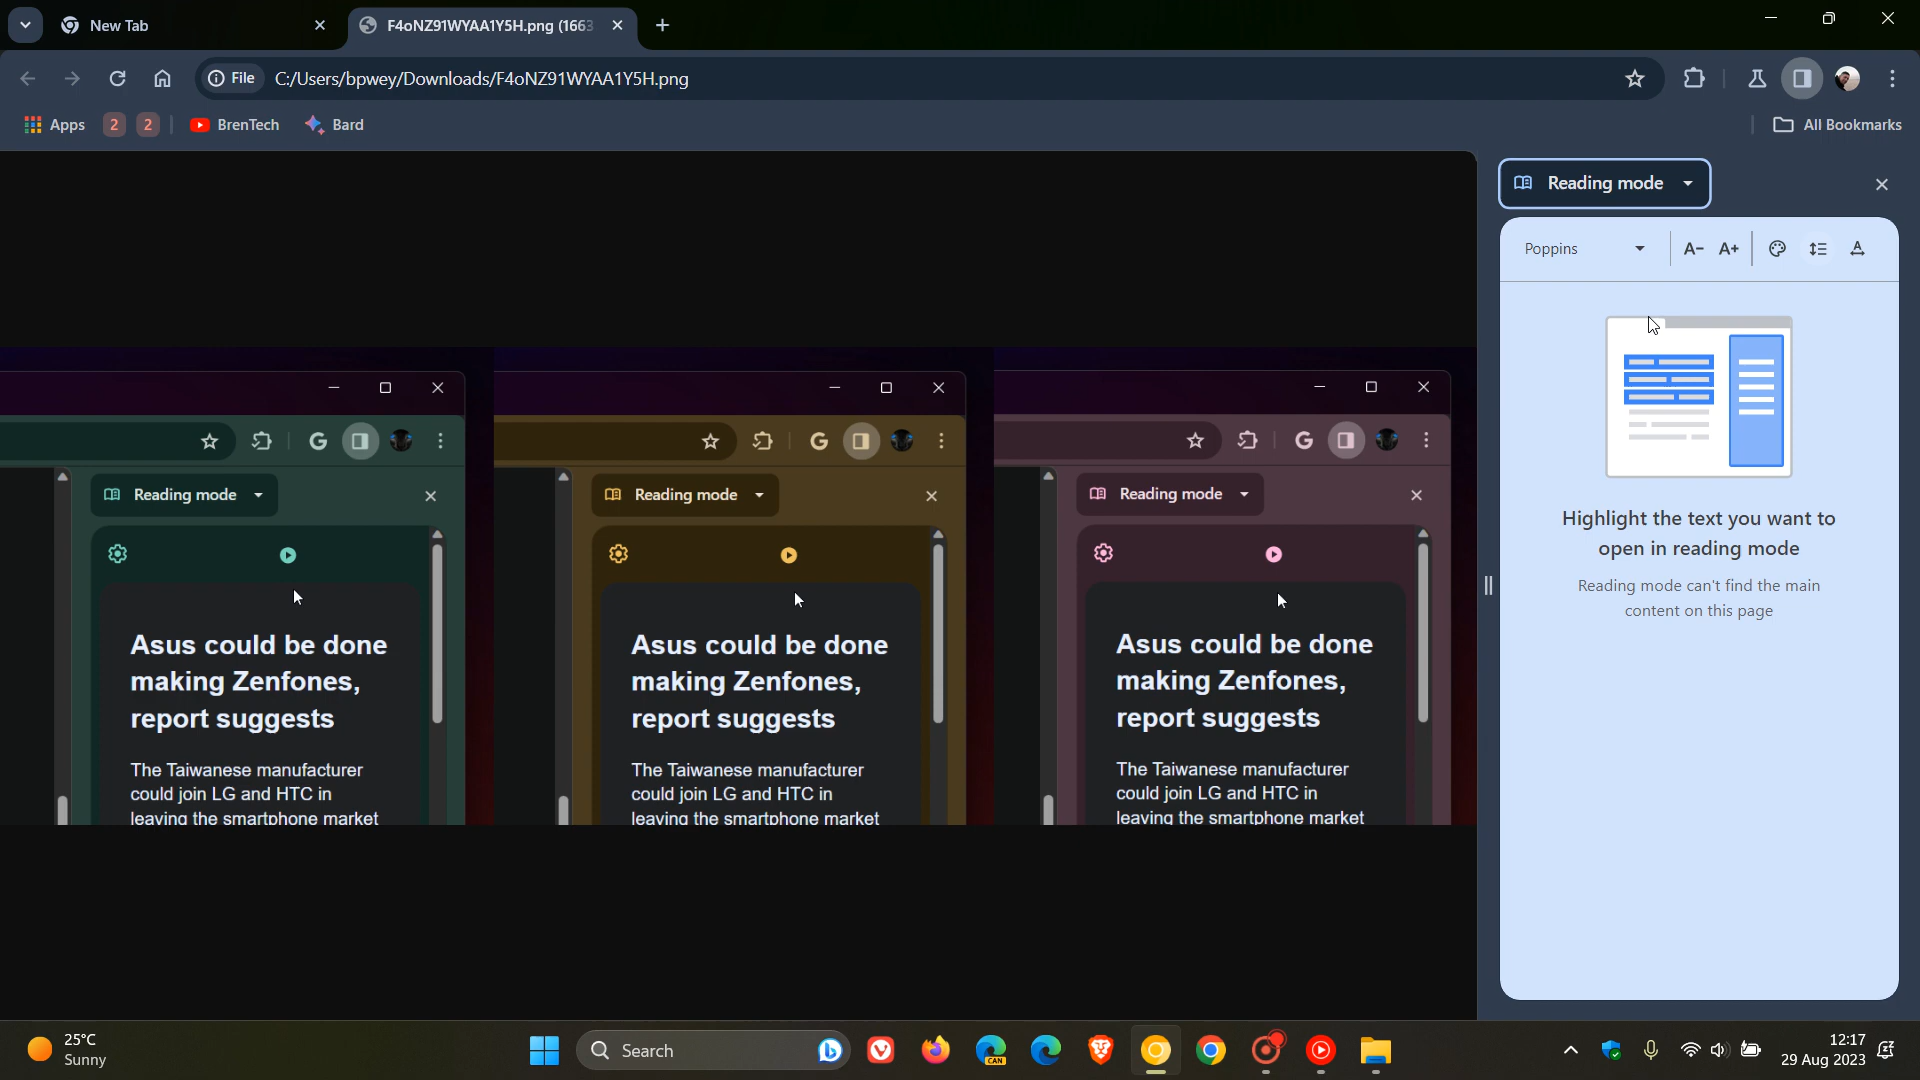 New Tab
F4oNZ91WYAA1Y5H.png (1663
File
C:/Users/bpwey/Downloads/F4oNZ91WYAA1Y5H.png
Apps
2
2
BrenTech
Bard
All Bookmarks
Reading mode
Poppins
A-
A+
A
Highlight the text you want to
open in reading mode
Reading mode can't find the main
content on this page
G
Reading mode
Asus could be done
making Zenfones,
report suggests
The Taiwanese manufacturer
could join LG and HTC in
leaving the smartphone market
G
Reading mode
Asus could be done
making Zenfones,
report suggests
The Taiwanese manufacturer
could join LG and HTC in
leaving the smartphone market
G
Reading mode
Asus could be done
making Zenfones,
report suggests
The Taiwanese manufacturer
could join LG and HTC in
leaving the smartphone market
25°C
Sunny
Search
CAN
12:17
29 Aug 2023